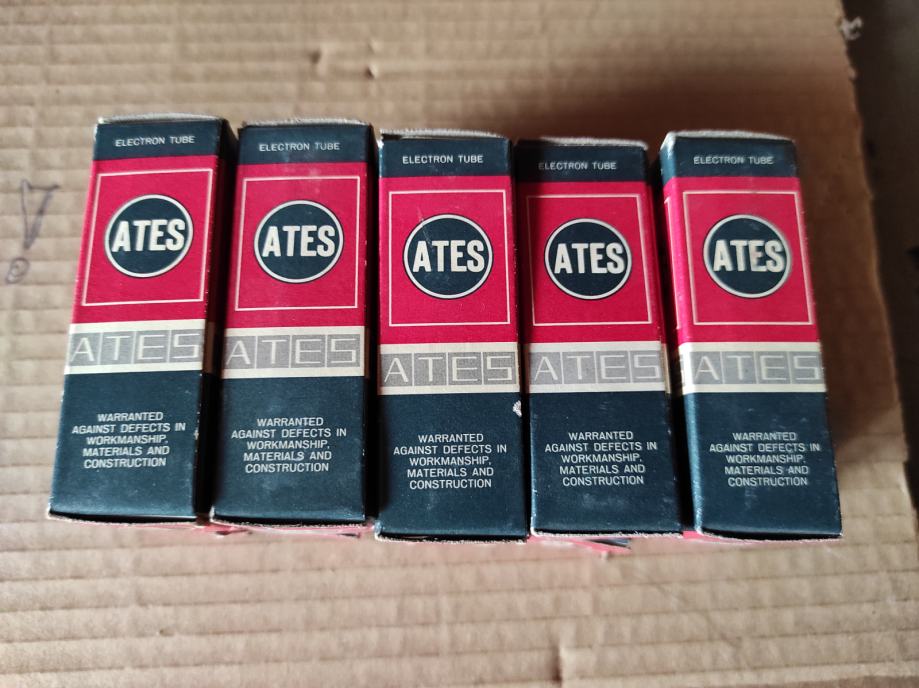 ELECTRON TUBE
ATES
ATES
WARRANTED
AGAINST DEFECTS IN
WORKMANSHIP,
MATERIALS AND
CONSTRUCTION
ELECTRON TUBE
ATES
ATES
WARRANTED
AGAINST DEFECTS IN
WORKMANSHIP,
MATERIALS AND
CONSTRUCTION
ELECTRON TUBE
ATES
ATES
WARRANTED
AGAINST DEFECTS IN
WORKMANSHIP,
MATERIALS AND
CONSTRUCTION
ELECTRON TUBE
ATES
ATES
WARRANTED
AGAINST DEFECTS IN
WORKMANSHIP,
MATERIALS AND
CONSTRUCTION
ELECTRON TUBE
ATES
ATES
WARRANTED
AGAINST DEFECTS IN
WORKMANSHIP,
MATERIALS AND
CONSTRUCTION